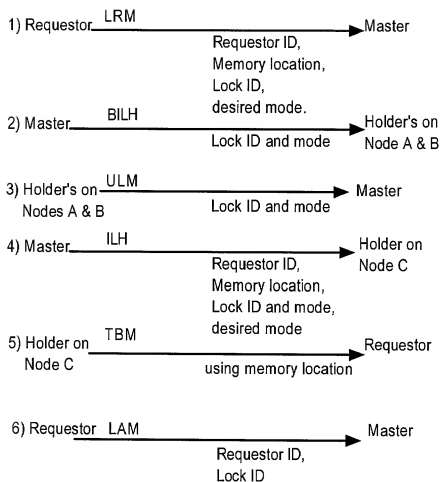 1) Requestor LRM Master
Requestor ID,
Memory location,
Lock ID,
desired mode.
2) Master BILH Holder's on
Node A & B
Lock ID and mode
3) Holder's on ULM Master
Nodes A & B
Lock ID and mode
4) Master ILH Holder on
Node C
Requestor ID,
Memory location,
Lock ID and mode,
desired mode
5) Holder on TBM Requestor
Node C
using memory location
6) Requestor LAM Master
Requestor ID,
Lock ID